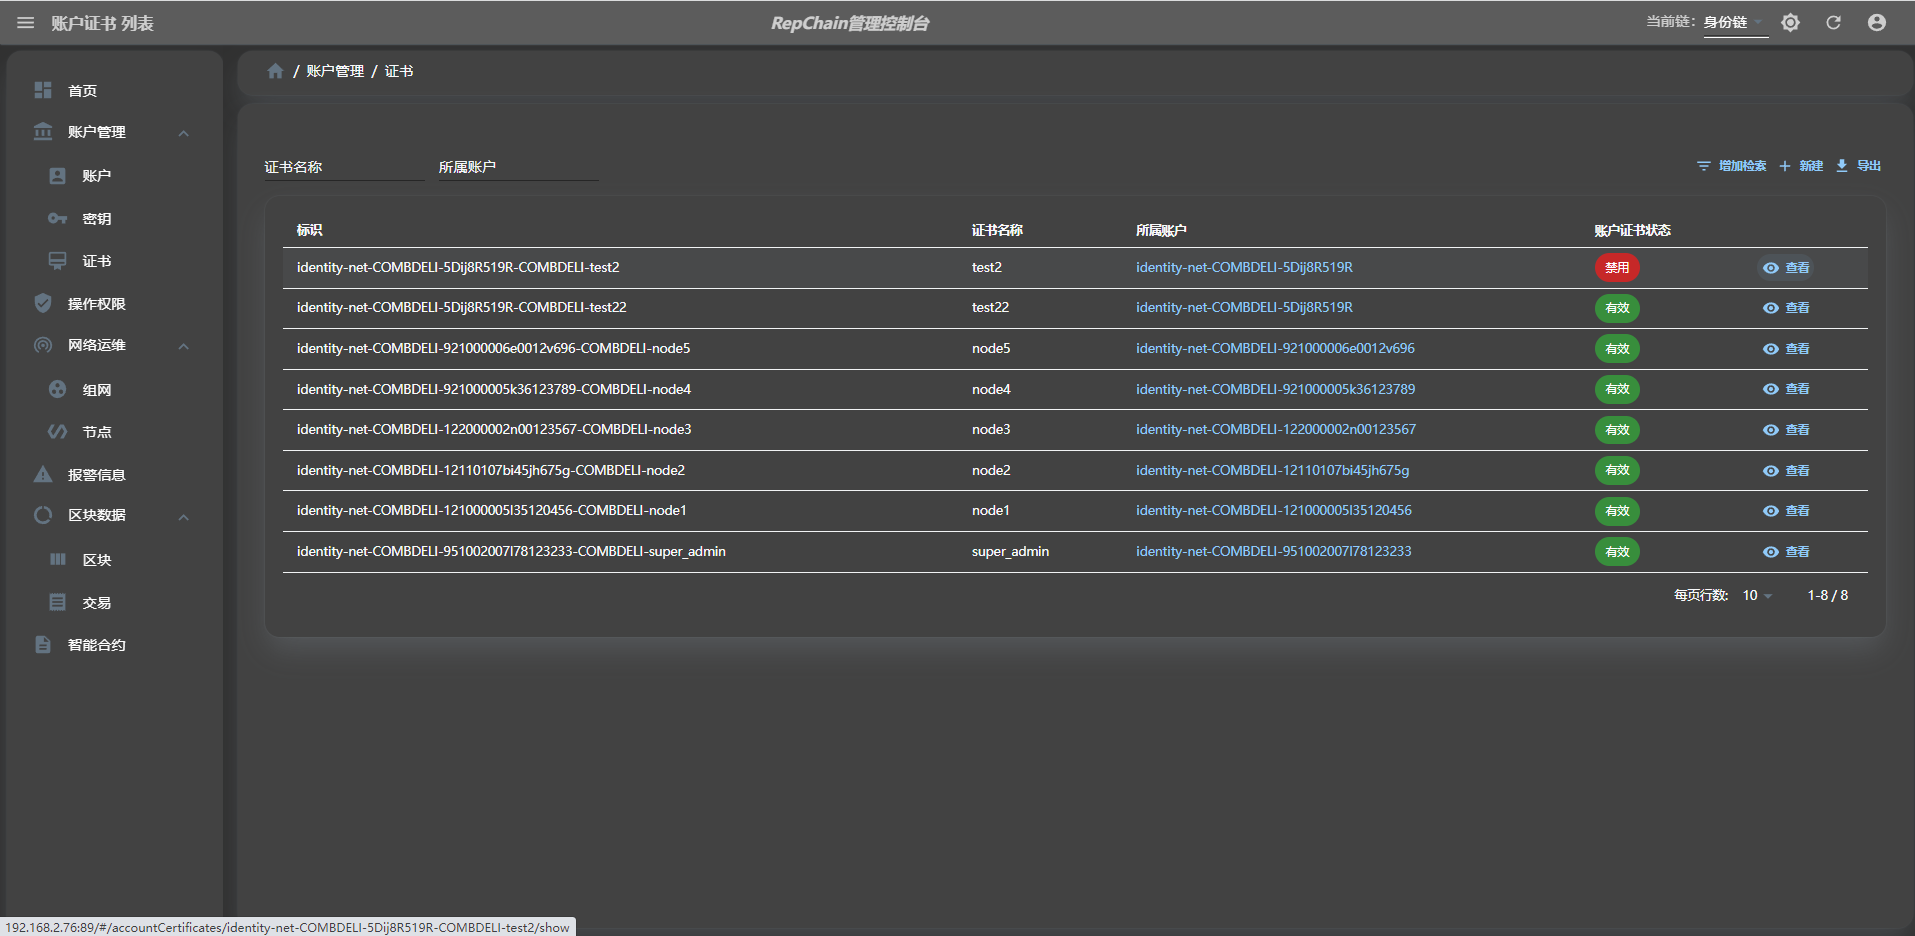 账户证书 列表
RepChain管理控制台
当前链: 身份链
首页
账户管理
账户
密钥
证书
操作权限
网络运维
组网
节点
报警信息
区块数据
区块
交易
智能合约
/ 账户管理 / 证书
证书名称 所属账户
增加检索 新建 导出
标识 证书名称 所属账户 账户证书状态
identity-net-COMBDELI-5Dij8R519R-COMBDELI-test2 test2 identity-net-COMBDELI-5Dij8R519R 禁用 查看
identity-net-COMBDELI-5Dij8R519R-COMBDELI-test22 test22 identity-net-COMBDELI-5Dij8R519R 有效 查看
identity-net-COMBDELI-921000006e0012v696-COMBDELI-node5 node5 identity-net-COMBDELI-921000006e0012v696 有效 查看
identity-net-COMBDELI-921000005k36123789-COMBDELI-node4 node4 identity-net-COMBDELI-921000005k36123789 有效 查看
identity-net-COMBDELI-122000002n00123567-COMBDELI-node3 node3 identity-net-COMBDELI-122000002n00123567 有效 查看
identity-net-COMBDELI-12110107bi45jh675g-COMBDELI-node2 node2 identity-net-COMBDELI-12110107bi45jh675g 有效 查看
identity-net-COMBDELI-121000005l35120456-COMBDELI-node1 node1 identity-net-COMBDELI-121000005l35120456 有效 查看
identity-net-COMBDELI-951002007l78123233-COMBDELI-super_admin super_admin identity-net-COMBDELI-951002007l78123233 有效 查看
每页行数: 10 1-8 / 8
192.168.2.76:89/#/accountCertificates/identity-net-COMBDELI-5Dij8R519R-COMBDELI-test2/show